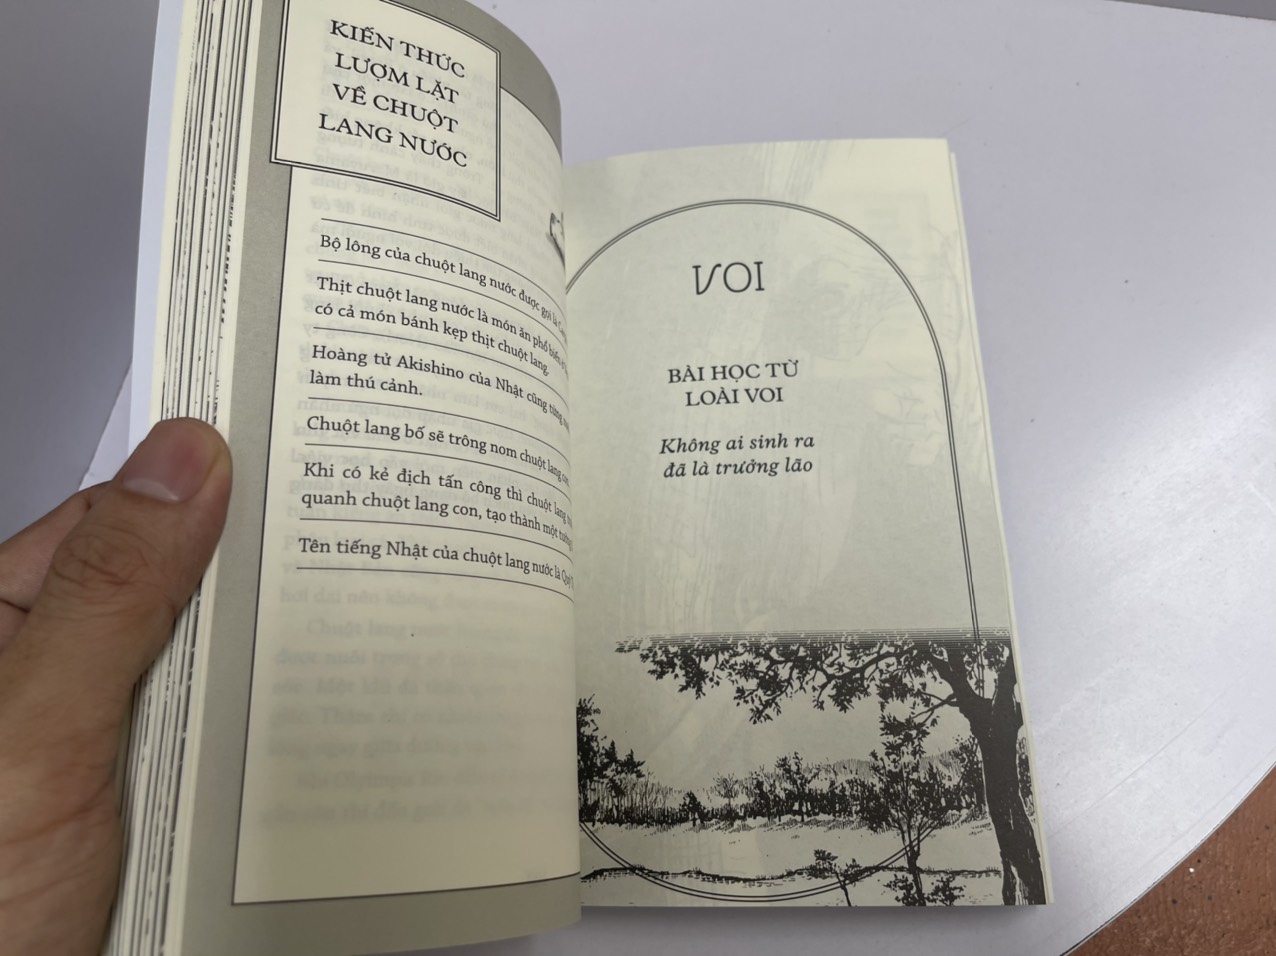 KIẾN THỨC
LƯỢM LẶT
VỀ CHUỘT
LANG NƯỚC
Bộ lông của chuột lang nước được gọi là
Thịt chuột lang nước là món ăn phổ biến
có cả món bánh kẹp thịt chuột lang.
Hoàng tử Akishino của Nhật cũng từng
làm thú cảnh.
Chuột lang bố sẽ trông nom chuột lang con
Khi có kẻ địch tấn công thì chuột lang
quanh chuột lang con, tạo thành một
Tên tiếng Nhật của chuột lang nước là
VOI
BÀI HỌC TỪ
LOÀI VOI
Không ai sinh ra
đã là trưởng lão